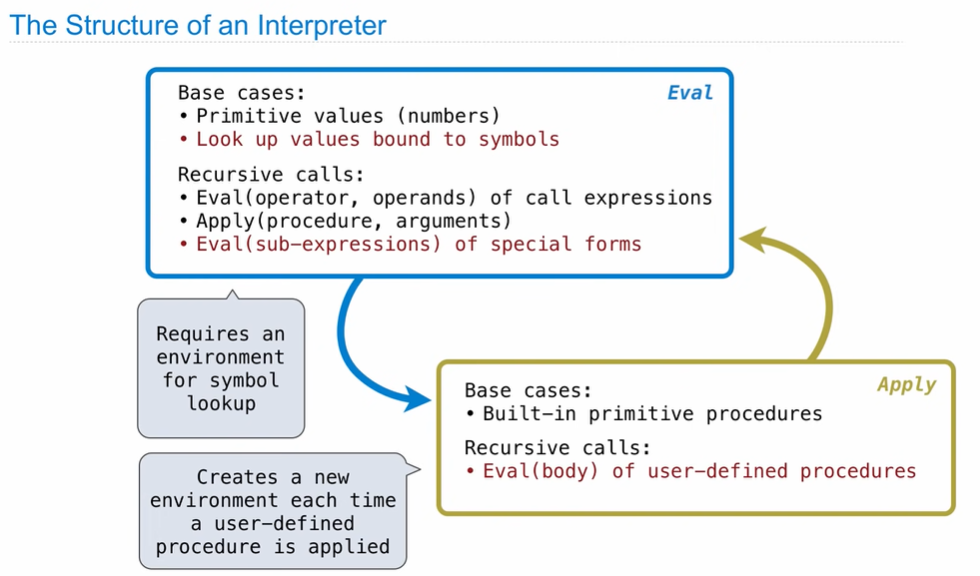 The Structure of an Interpreter
Eval
Base cases:
• Primitive values (numbers)
• Look up values bound to symbols
Recursive calls:
• Eval(operator, operands) of call expressions
• Apply(procedure, arguments)
• Eval(sub-expressions) of special forms
Requires an
environment
for symbol
lookup
Apply
Base cases:
• Built-in primitive procedures
Recursive calls:
• Eval(body) of user-defined procedures
Creates a new
environment each time
a user-defined
procedure is applied